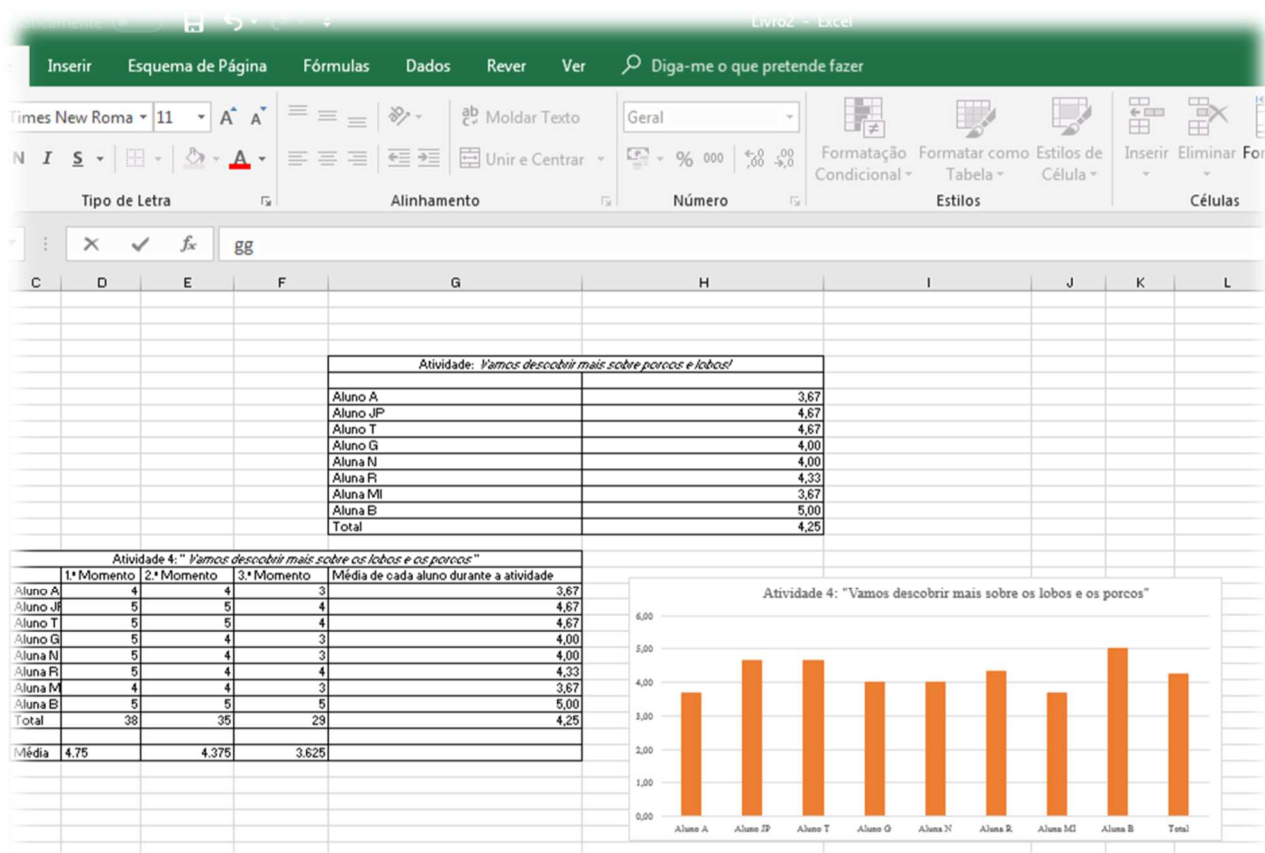 Livro2 - Excel
Inserir Esquema de Página Fórmulas Dados Rever Ver Diga-me o que pretende fazer
Times New Roma 11 A A ab Moldar Texto Geral
N I S A Unir e Centrar % 000 ,00 ,00 Formatação Condicional Formatar como Tabela Estilos de Célula Inserir Eliminar For
Tipo de Letra Alinhamento Número Estilos Células
fx gg
C D E F G H I J K L
Atividade: Vamos descobrir mais sobre porcos e lobos!
Aluno A 3,67
Aluno JP 4,67
Aluno T 4,67
Aluno G 4,00
Aluna N 4,00
Aluna R 4,33
Aluna MI 3,67
Aluna B 5,00
Total 4,25
Atividade 4: " Vamos descobrir mais sobre os lobos e os porcos "
1.º Momento 2.º Momento 3.º Momento Média de cada aluno durante a atividade
Aluno A 4 4 3 3,67
Aluno JP 5 5 4 4,67
Aluno T 5 5 4 4,67
Aluno G 5 4 3 4,00
Aluna N 5 4 3 4,00
Aluna R 5 4 4 4,33
Aluna M 4 4 3 3,67
Aluna B 5 5 5 5,00
Total 38 35 29 4,25
Média 4.75 4.375 3.625
Atividade 4: "Vamos descobrir mais sobre os lobos e os porcos"
6,00
5,00
4,00
3,00
2,00
1,00
0,00
Aluno A Aluno JP Aluno T Aluno G Aluna N Aluna R Aluna MI Aluna B Total